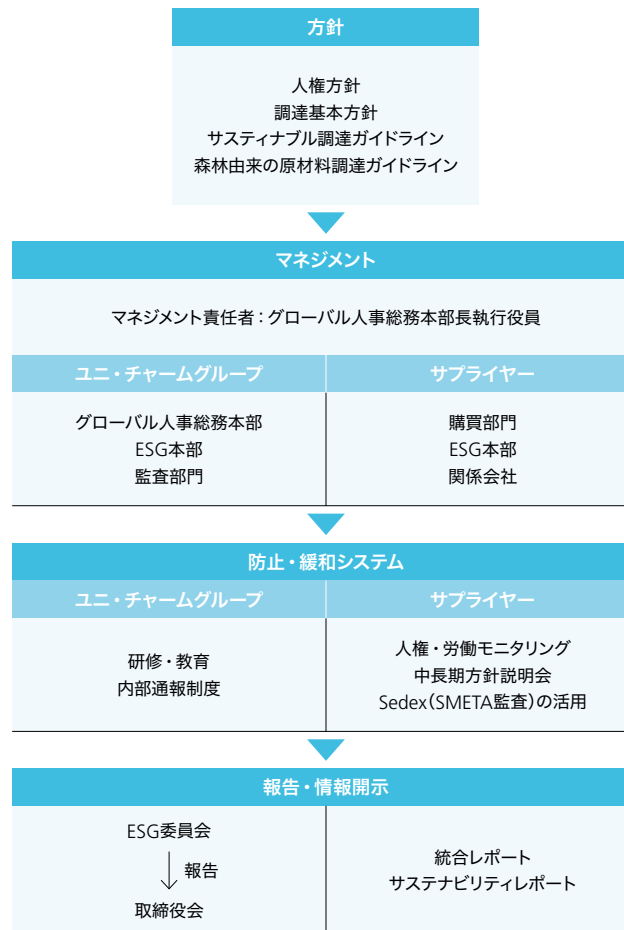 方針
人権方針
調達基本方針
サスティナブル調達ガイドライン
森林由来の原材料調達ガイドライン
マネジメント
マネジメント責任者：グローバル人事総務本部長執行役員
ユニ・チャームグループ
グローバル人事総務本部
ESG本部
監査部門
サプライヤー
購買部門
ESG本部
関係会社
防止・緩和システム
ユニ・チャームグループ
研修・教育
内部通報制度
サプライヤー
人権・労働モニタリング
中長期方針説明会
Sedex（SMETA監査）の活用
報告・情報開示
ESG委員会
報告
取締役会
統合レポート
サステナビリティレポート